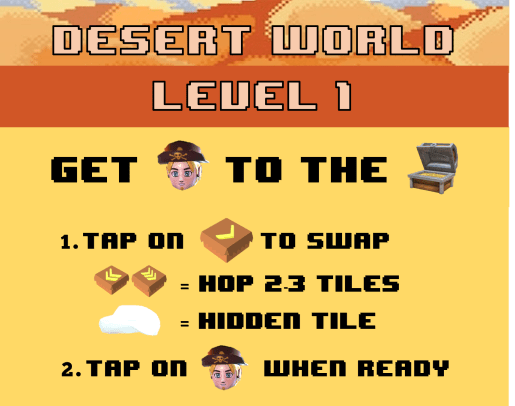 DESERT WORLD
LEVEL 1
GET TO THE
1. TAP ON TO SWAP
= HOP 2-3 TILES
= HIDDEN TILE
2. TAP ON WHEN READY